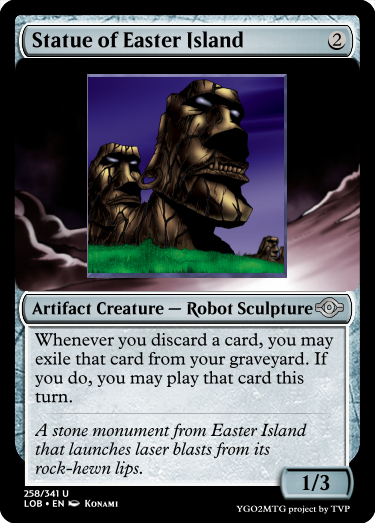 Statue of Easter Island 2
Artifact Creature — Robot Sculpture
Whenever you discard a card, you may
exile that card from your graveyard. If
you do, you may play that card this
turn.
A stone monument from Easter Island
that launches laser blasts from its
rock-hewn lips.
1/3
258/341 U
LOB • EN Konami
YGO2MTG project by TVP